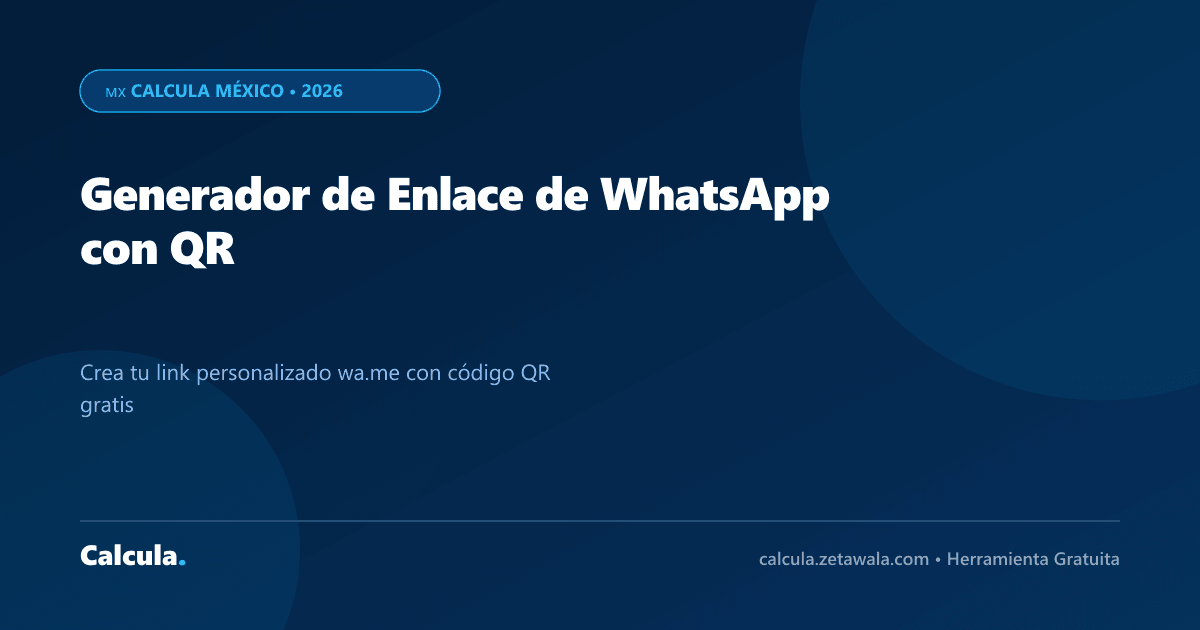 MX CALCULA MÉXICO • 2026
Generador de Enlace de WhatsApp
con QR
Crea tu link personalizado wa.me con código QR
gratis
Calcula.
calcula.zetawala.com • Herramienta Gratuita